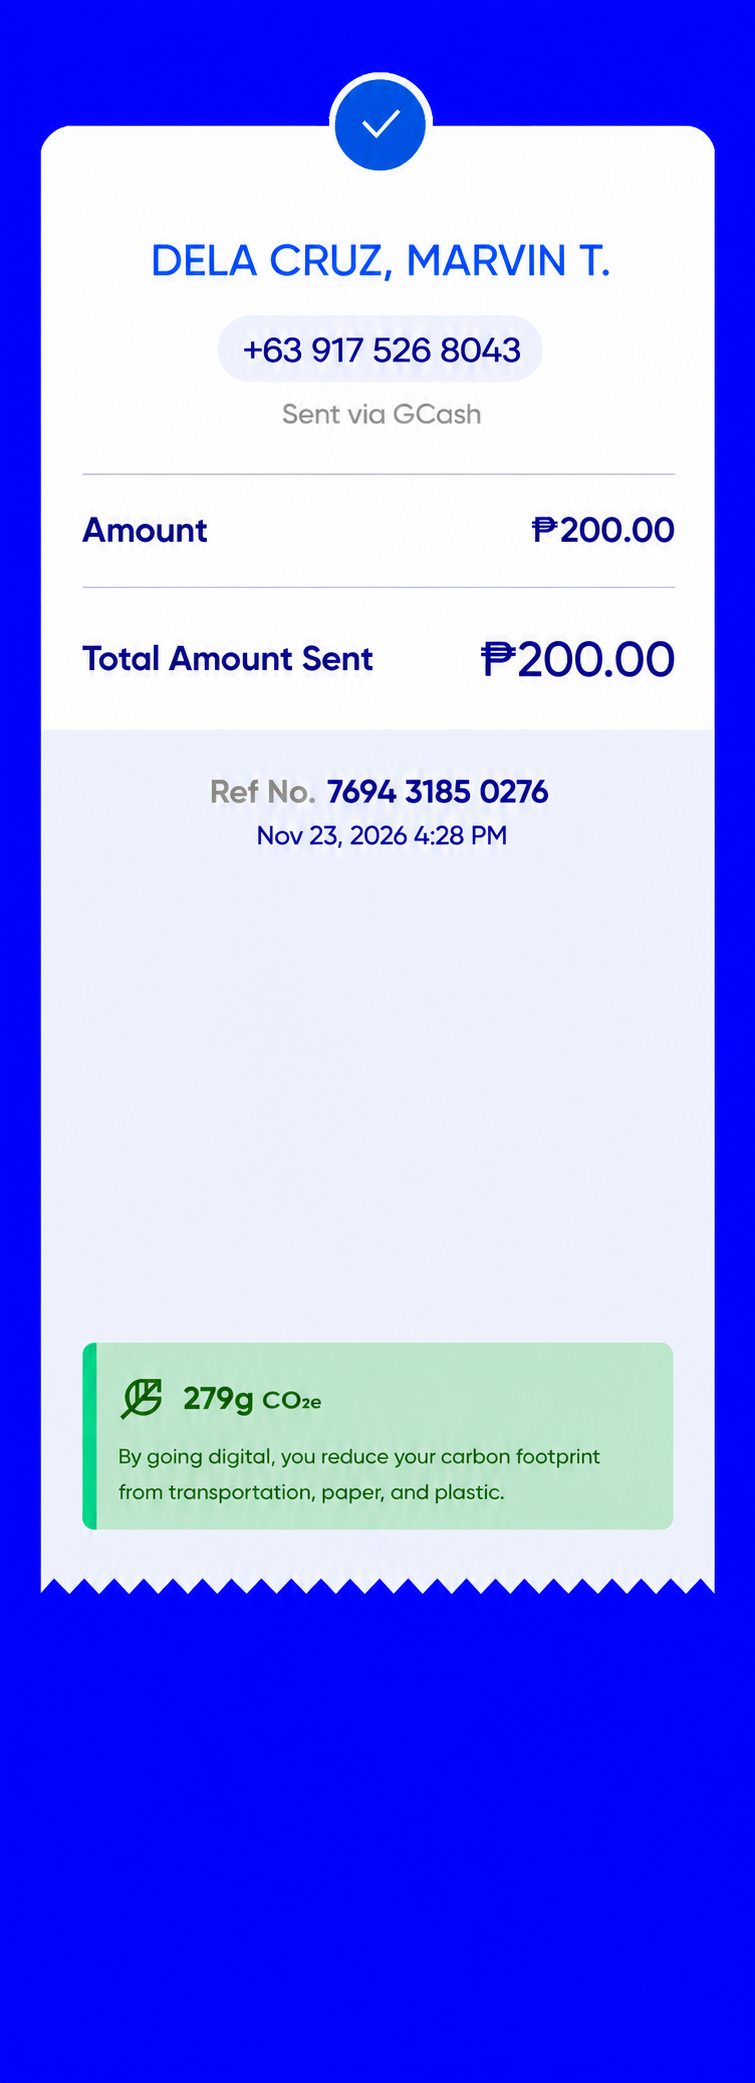 DELA CRUZ, MARVIN T.
+63 917 526 8043
Sent via GCash
Amount ₱200.00
Total Amount Sent ₱200.00
Ref No. 7694 3185 0276
Nov 23, 2026 4:28 PM
279g CO₂e
By going digital, you reduce your carbon footprint
from transportation, paper, and plastic.